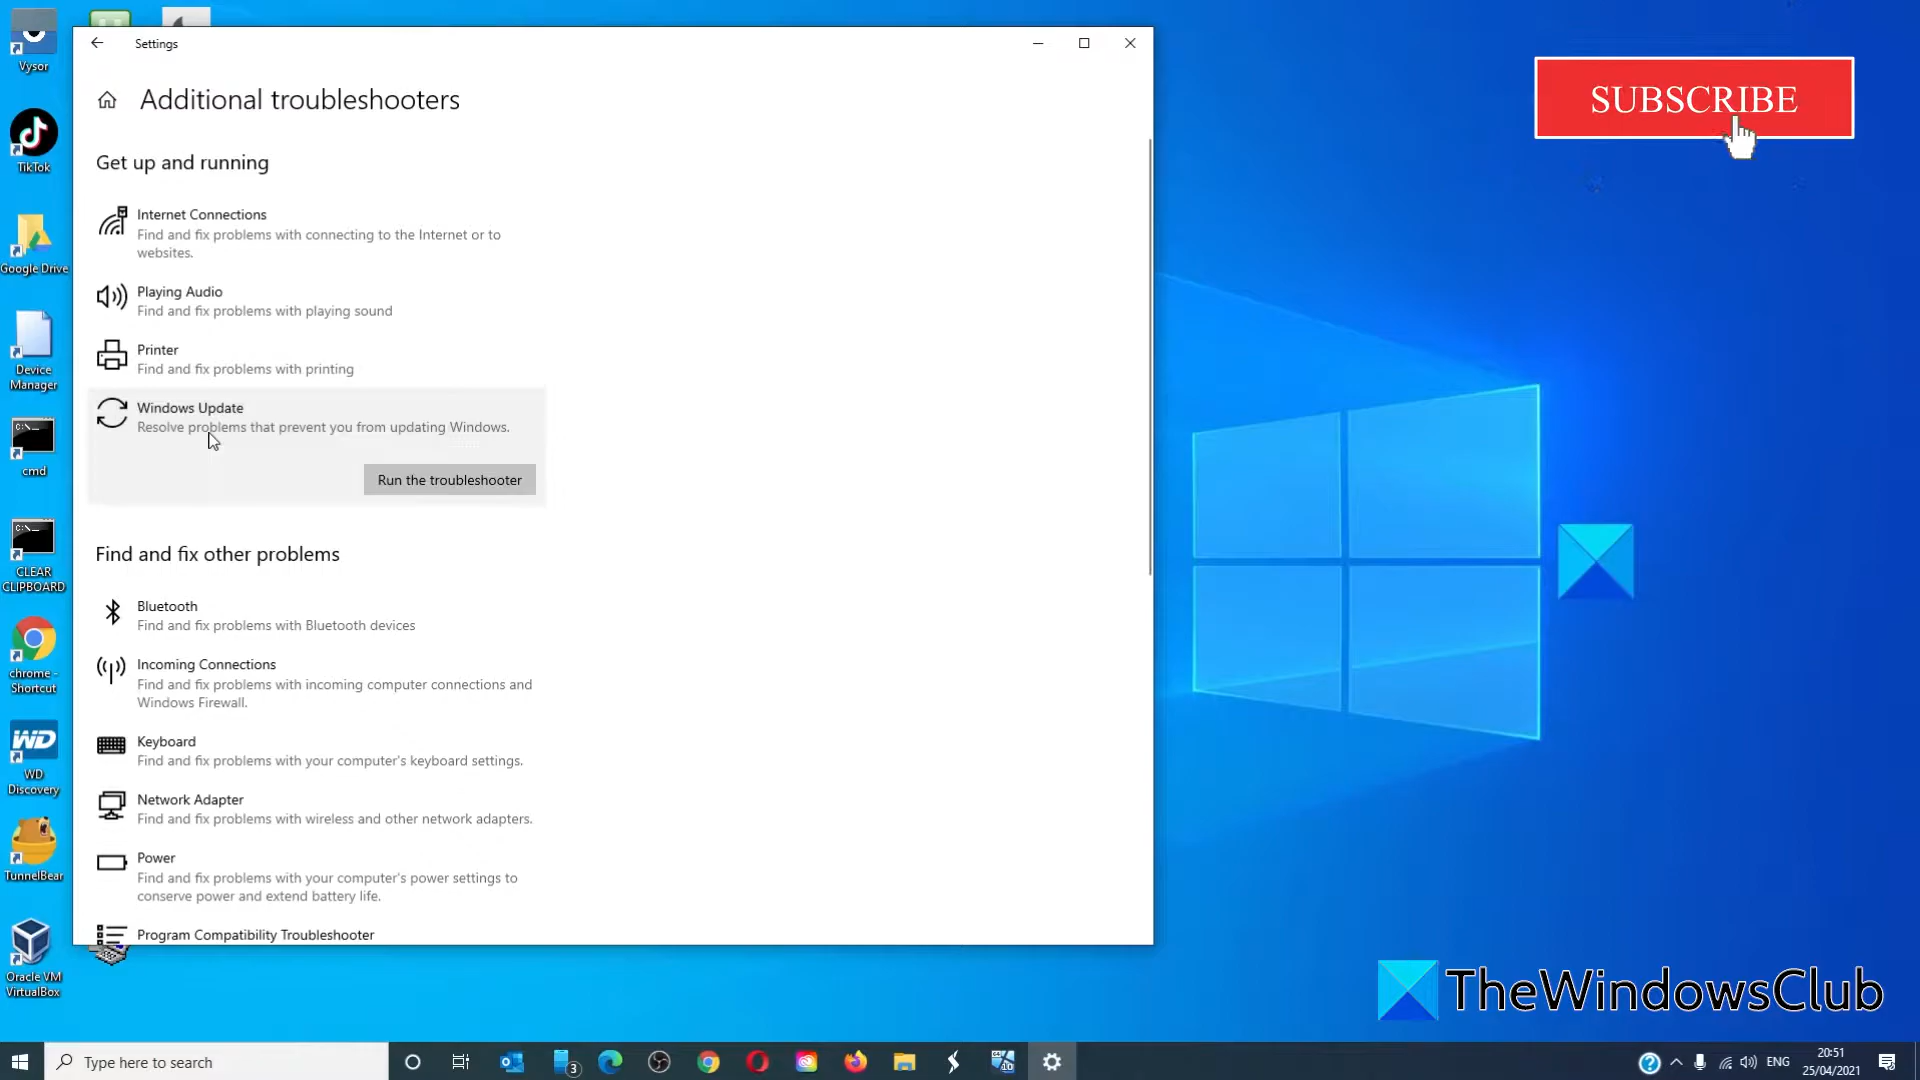 Settings
Additional troubleshooters
Get up and running
Internet Connections
Find and fix problems with connecting to the Internet or to
websites.
Playing Audio
Find and fix problems with playing sound
Printer
Find and fix problems with printing
Windows Update
Resolve problems that prevent you from updating Windows.
Run the troubleshooter
Find and fix other problems
Bluetooth
Find and fix problems with Bluetooth devices
Incoming Connections
Find and fix problems with incoming computer connections and
Windows Firewall.
Keyboard
Find and fix problems with your computer's keyboard settings.
Network Adapter
Find and fix problems with wireless and other network adapters.
Power
Find and fix problems with your computer's power settings to
conserve power and extend battery life.
Program Compatibility Troubleshooter
Vysor
TikTok
Google Drive
Device
Manager
C:\
cmd
C:\
CLEAR
CLIPBOARD
chrome -
Shortcut
WD
WD
Discovery
TunnelBear
Oracle VM
VirtualBox
SUBSCRIBE
TheWindowsClub
Type here to search
3
10
ENG
20:51
25/04/2021